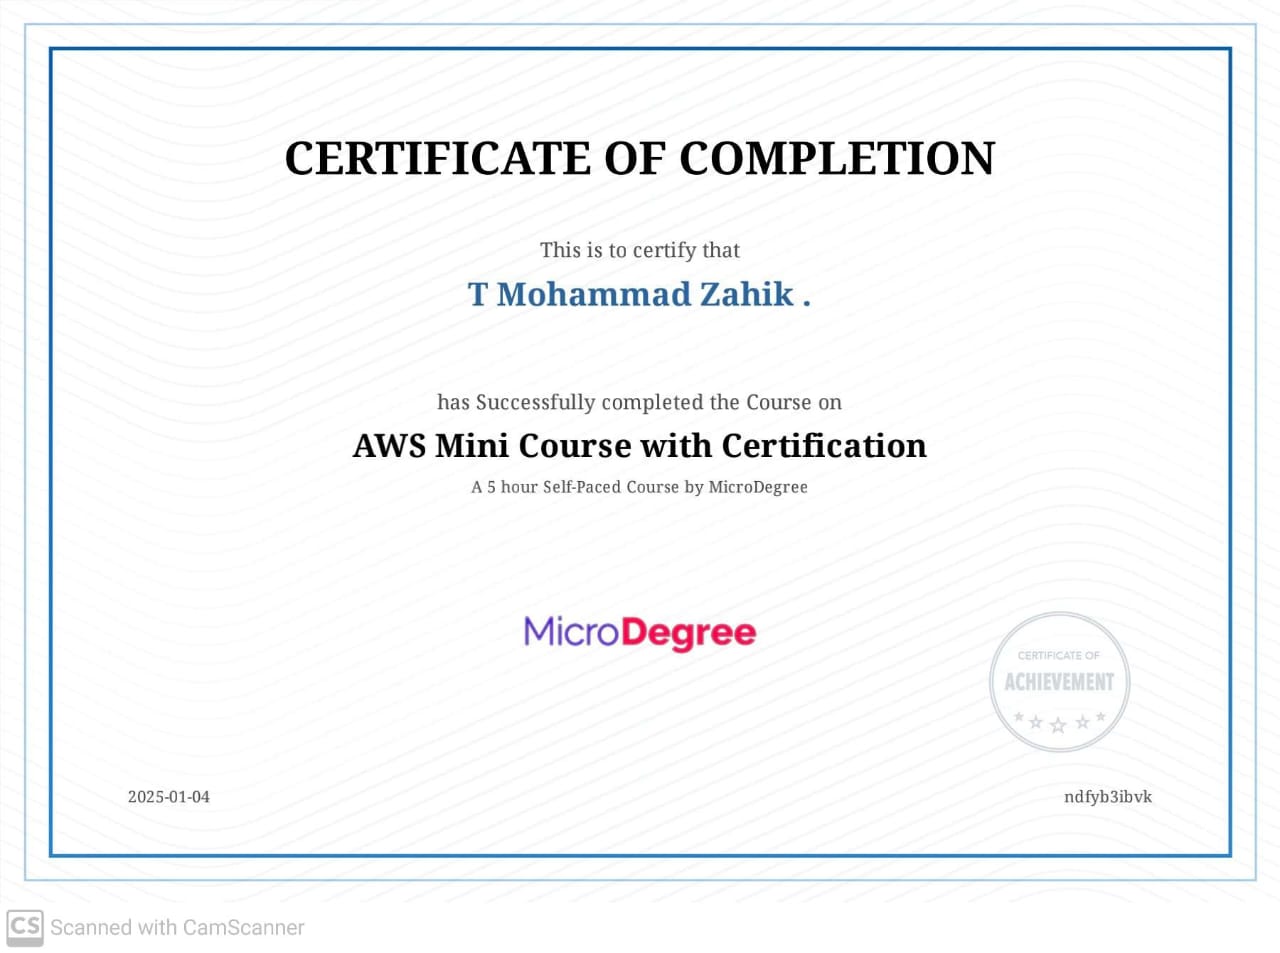 CERTIFICATE OF COMPLETION
This is to certify that
T Mohammad Zahik .
has Successfully completed the Course on
AWS Mini Course with Certification
A 5 hour Self-Paced Course by MicroDegree
MicroDegree
CERTIFICATE OF
ACHIEVEMENT
2025-01-04
ndfyb3ibvk
CS Scanned with CamScanner